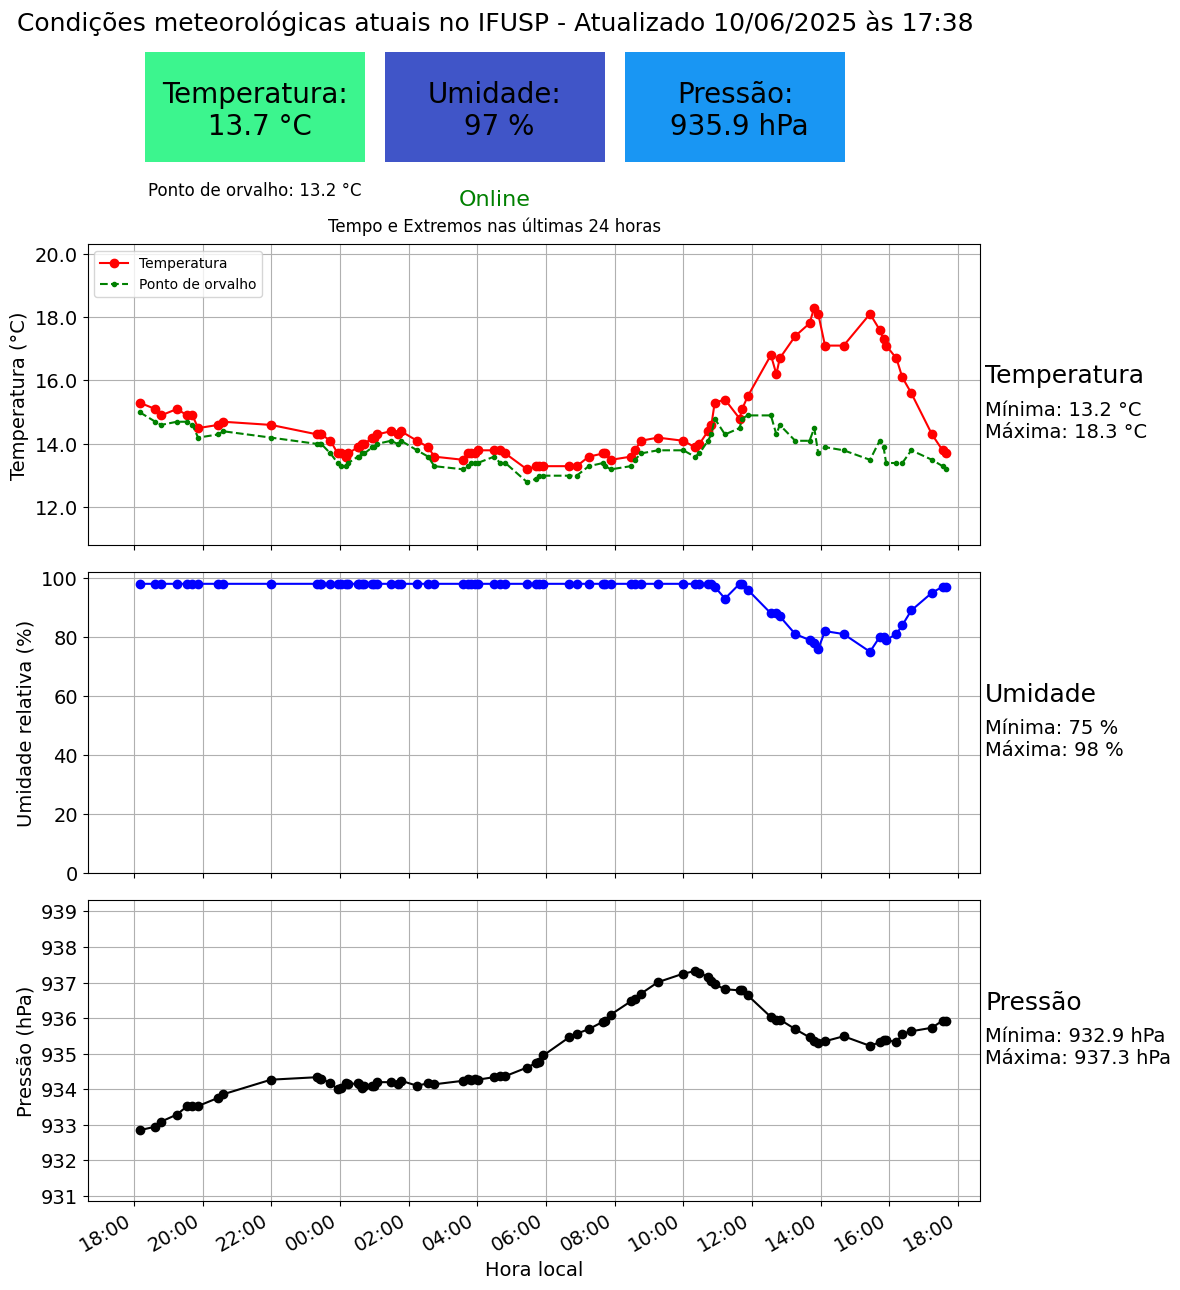 Condições meteorológicas atuais no IFUSP - Atualizado 10/06/2025 às 17:38
Temperatura:
13.7 °C
Umidade:
97 %
Pressão:
935.9 hPa
Ponto de orvalho: 13.2 °C
Online
Tempo e Extremos nas últimas 24 horas
Temperatura
Ponto de orvalho
Temperatura (°C)
20.0
18.0
16.0
14.0
12.0
Temperatura
Mínima: 13.2 °C
Máxima: 18.3 °C
Umidade relativa (%)
100
80
60
40
20
0
Umidade
Mínima: 75 %
Máxima: 98 %
Pressão (hPa)
939
938
937
936
935
934
933
932
931
Pressão
Mínima: 932.9 hPa
Máxima: 937.3 hPa
18:00 20:00 22:00 00:00 02:00 04:00 06:00 08:00 10:00 12:00 14:00 16:00 18:00
Hora local